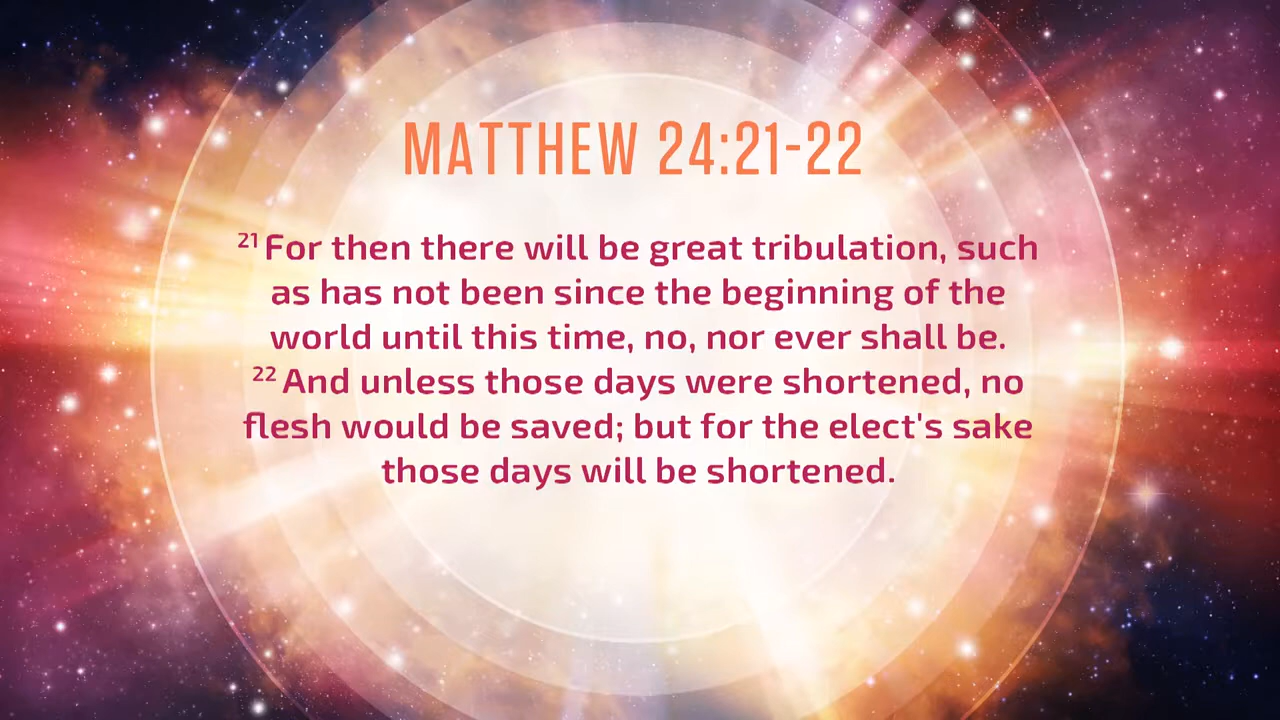 MATTHEW 24:21-22
21 For then there will be great tribulation, such
as has not been since the beginning of the
world until this time, no, nor ever shall be.
22 And unless those days were shortened, no
flesh would be saved; but for the elect's sake
those days will be shortened.